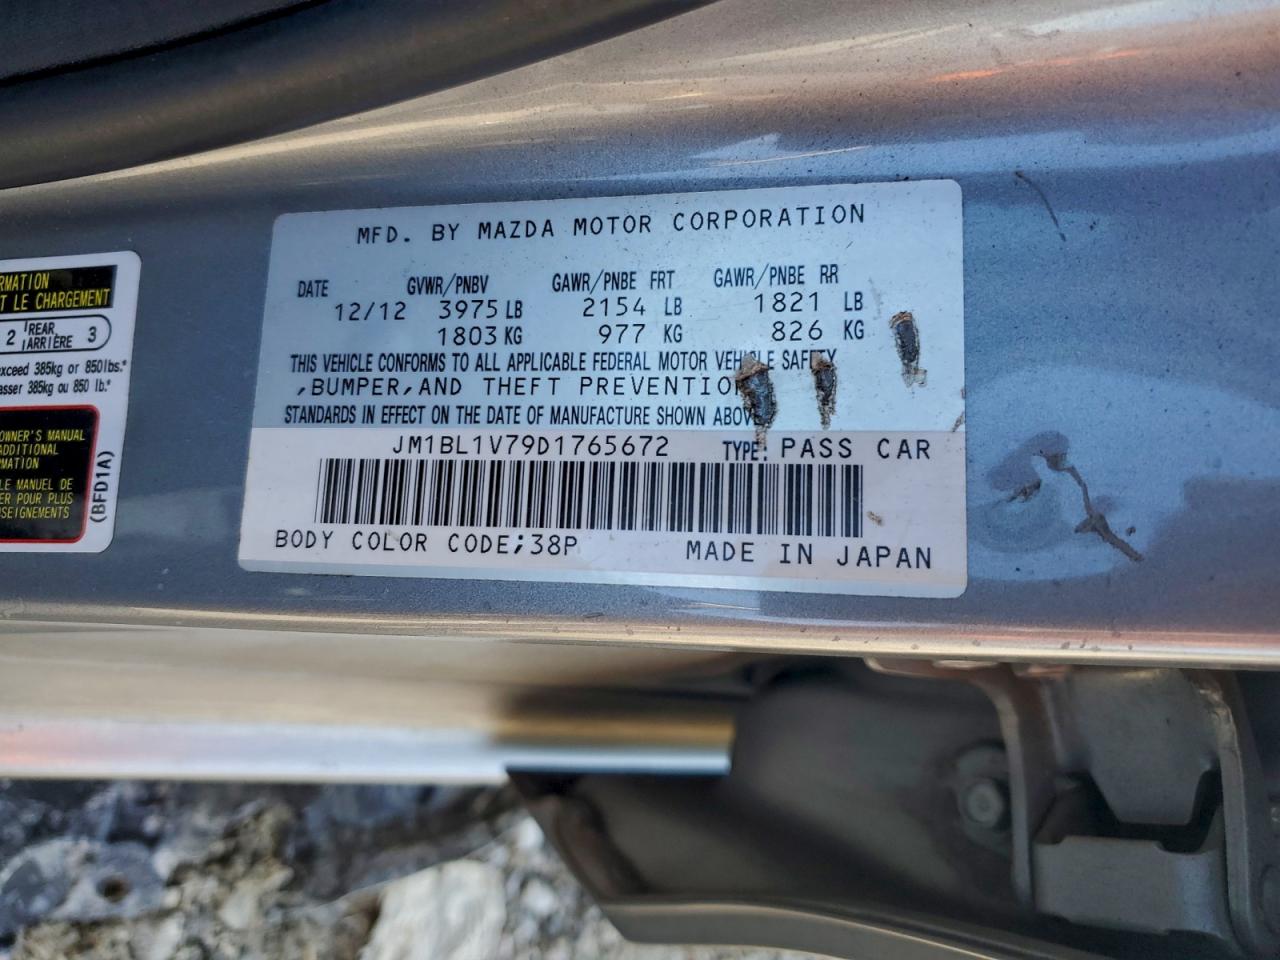 MFD. BY MAZDA MOTOR CORPORATION
DATE GVWR/PNBV GAWR/PNBE FRT GAWR/PNBE RR
12/12 3975 LB 2154 LB 1821 LB
1803 KG 977 KG 826 KG
THIS VEHICLE CONFORMS TO ALL APPLICABLE FEDERAL MOTOR VEHICLE SAFETY
,BUMPER,AND THEFT PREVENTIO
STANDARDS IN EFFECT ON THE DATE OF MANUFACTURE SHOWN ABOVE
JM1BL1V79D1765672 TYPE: PASS CAR
BODY COLOR CODE;38P MADE IN JAPAN
RMATION
T LE CHARGEMENT
2 REAR 3
ARRIÈRE
xceed 385kg or 850lbs.*
asser 385kg ou 850 lb.*
OWNER'S MANUAL
ADDITIONAL
MATION
LE MANUEL DE
ER POUR PLUS
SEIGNEMENTS
(BFD1A)